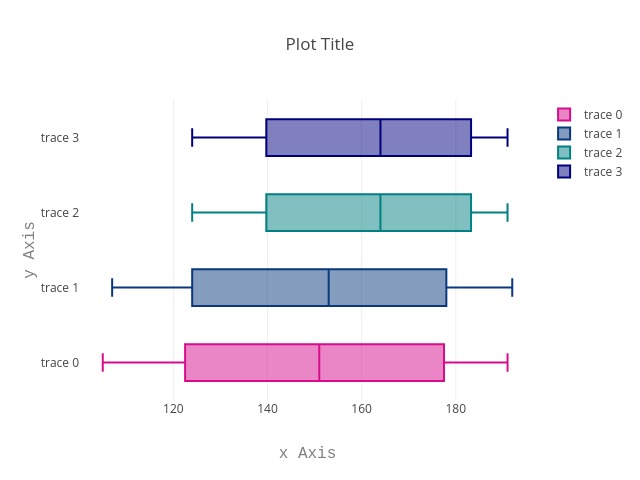 Plot Title
trace 3
trace 2
trace 1
trace 0
y Axis
120 140 160 180
x Axis
trace 0
trace 1
trace 2
trace 3